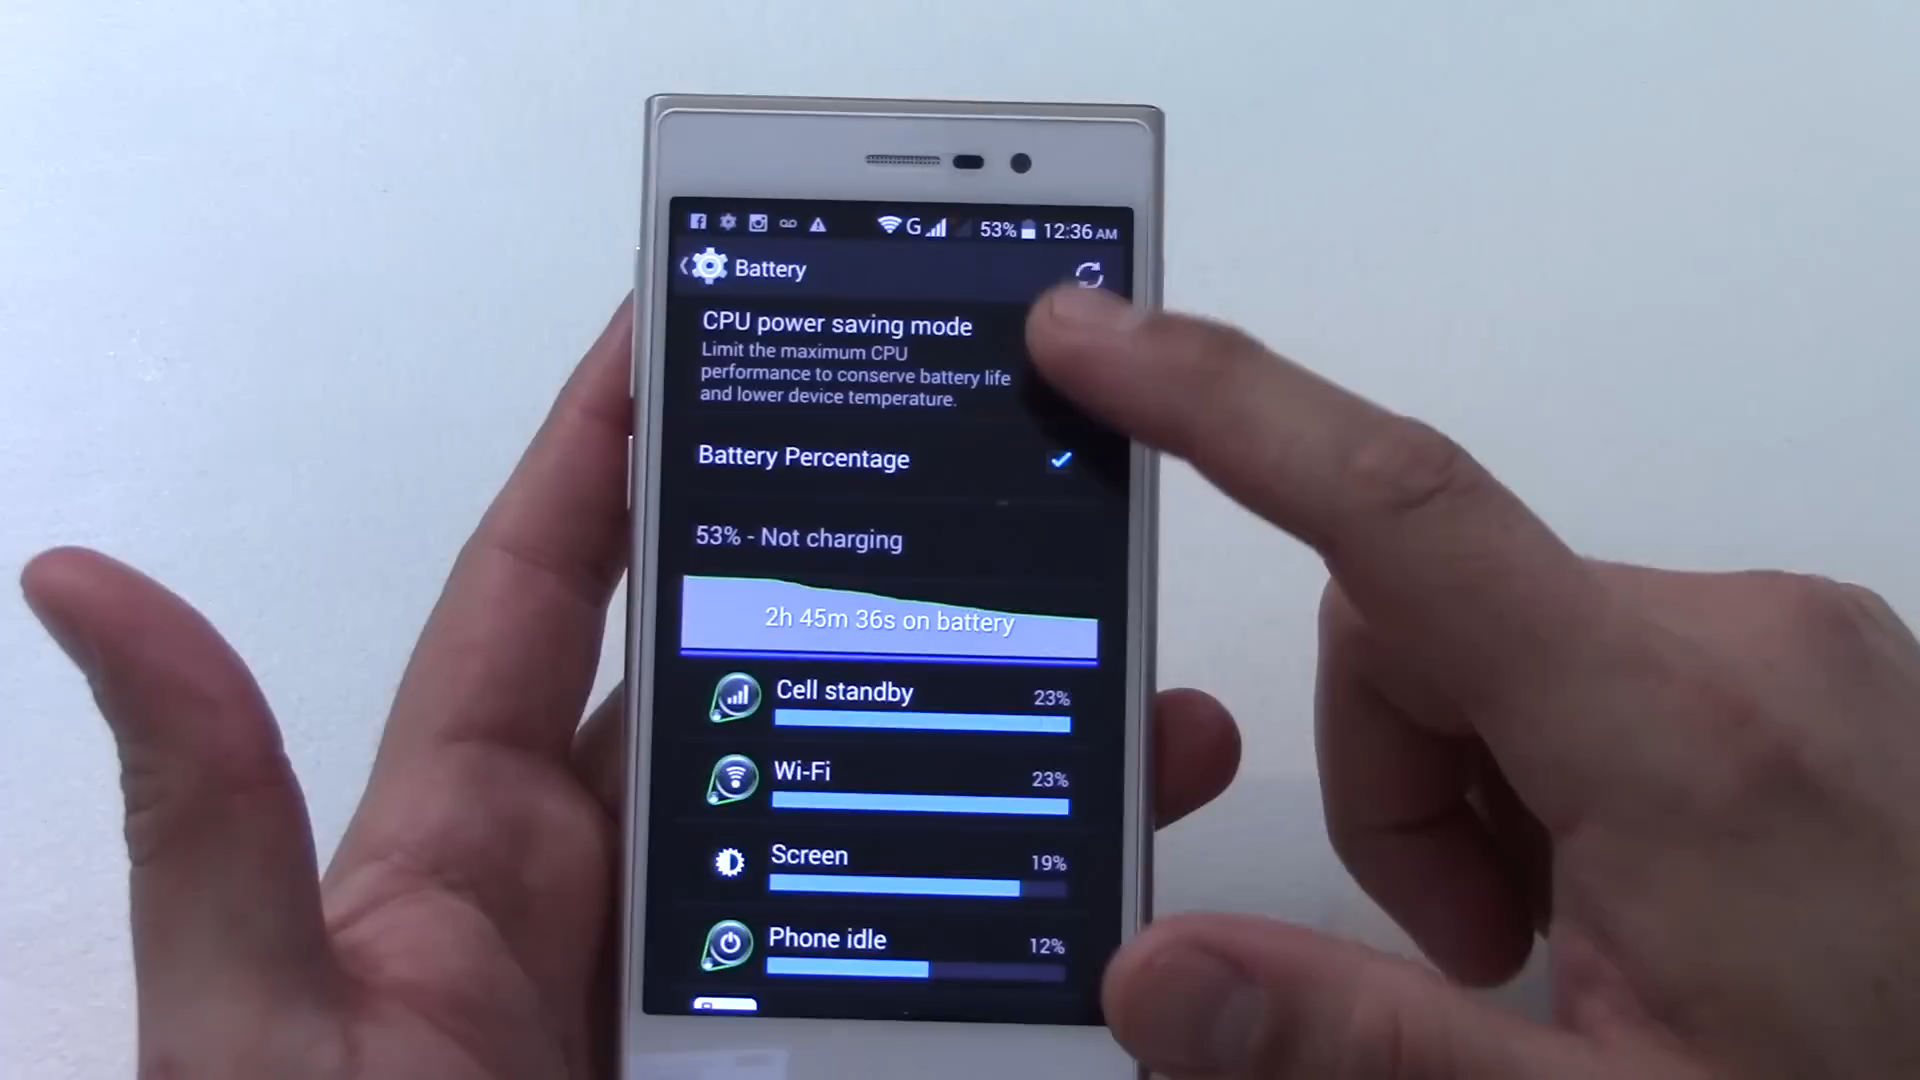 G 53% 12:36 AM
Battery
CPU power saving mode
Limit the maximum CPU
performance to conserve battery life
and lower device temperature.
Battery Percentage
53% - Not charging
2h 45m 36s on battery
Cell standby 23%
Wi-Fi 23%
Screen 19%
Phone idle 12%